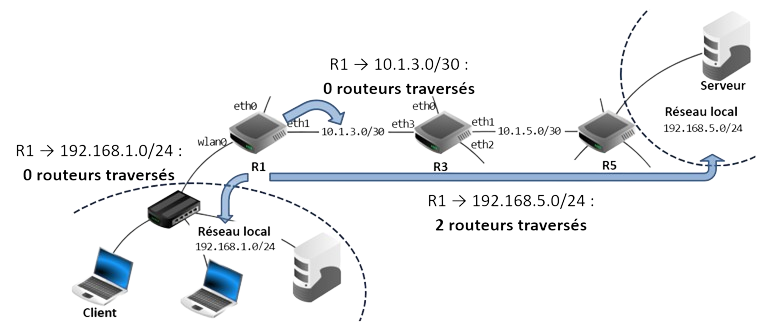 Serveur
R1 → 10.1.3.0/30 :
0 routeurs traversés
Réseau local
192.168.5.0/24
eth0
eth0
eth1
10.1.3.0/30
eth3
eth1
10.1.5.0/30
wlan0
eth2
R1 → 192.168.1.0/24 :
0 routeurs traversés
R1
R3
R5
R1 → 192.168.5.0/24 :
2 routeurs traversés
Réseau local
192.168.1.0/24
Client